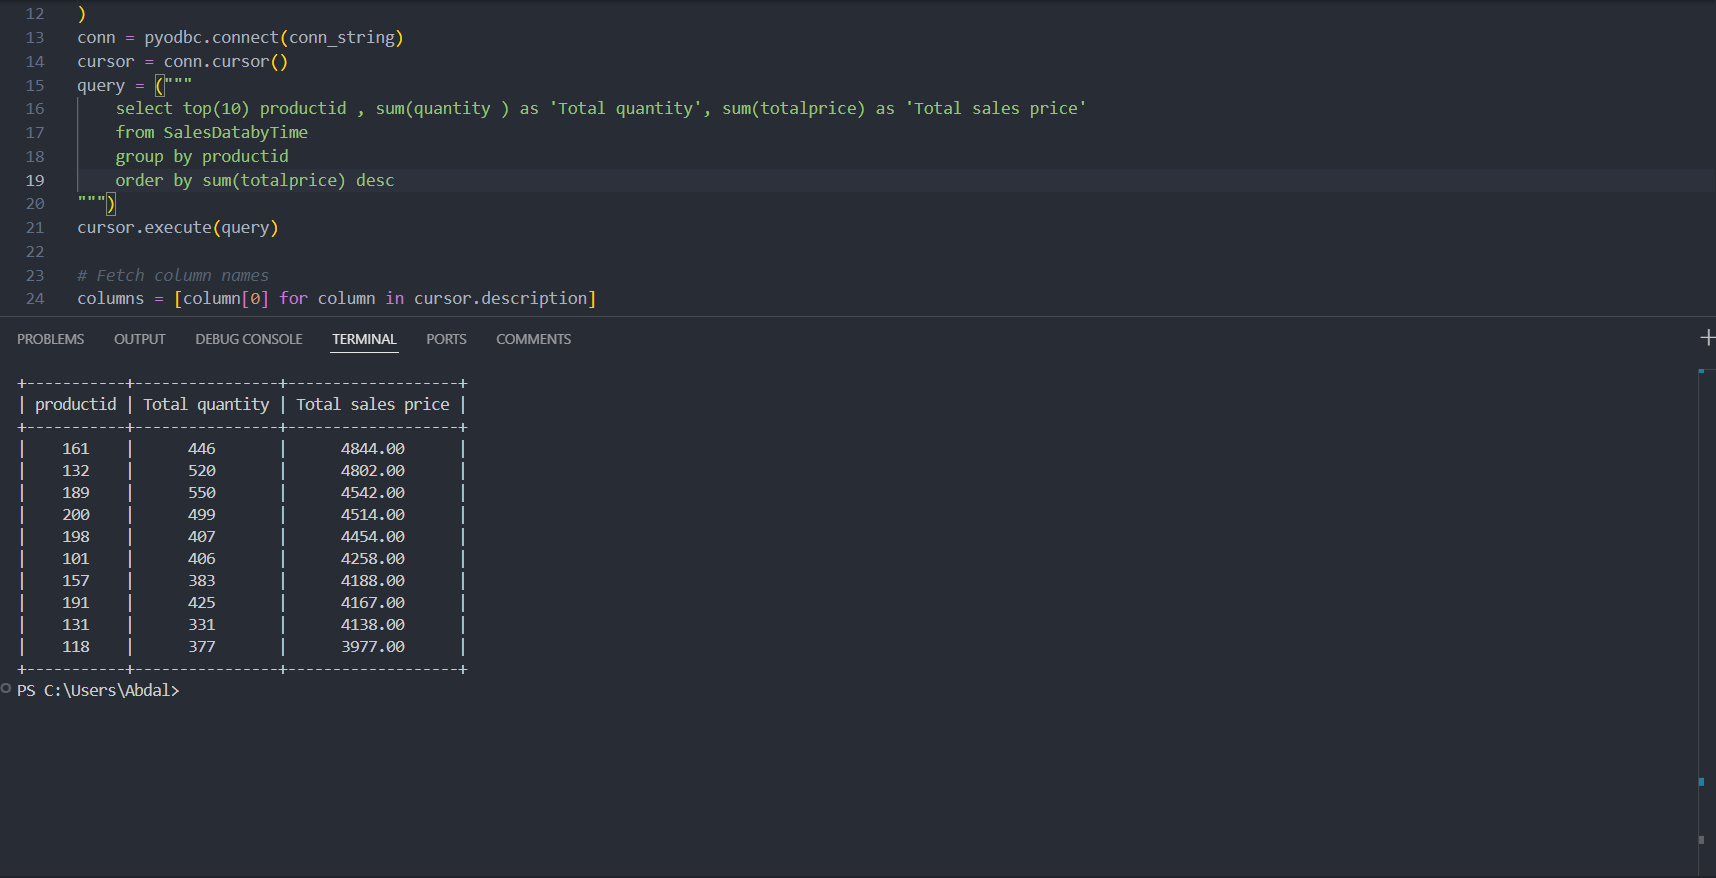 12 )
13 conn = pyodbc.connect(conn_string)
14 cursor = conn.cursor()
15 query = ("""
16 select top(10) productid , sum(quantity ) as 'Total quantity', sum(totalprice) as 'Total sales price'
17 from SalesDatabyTime
18 group by productid
19 order by sum(totalprice) desc
20 """)
21 cursor.execute(query)
22
23 # Fetch column names
24 columns = [column[0] for column in cursor.description]
PROBLEMS OUTPUT DEBUG CONSOLE TERMINAL PORTS COMMENTS
+-----------+----------------+-------------------+
| productid | Total quantity | Total sales price |
+-----------+----------------+-------------------+
|    161    |      446       |      4844.00      |
|    132    |      520       |      4802.00      |
|    189    |      550       |      4542.00      |
|    200    |      499       |      4514.00      |
|    198    |      407       |      4454.00      |
|    101    |      406       |      4258.00      |
|    157    |      383       |      4188.00      |
|    191    |      425       |      4167.00      |
|    131    |      331       |      4138.00      |
|    118    |      377       |      3977.00      |
+-----------+----------------+-------------------+
PS C:\Users\Abdal>